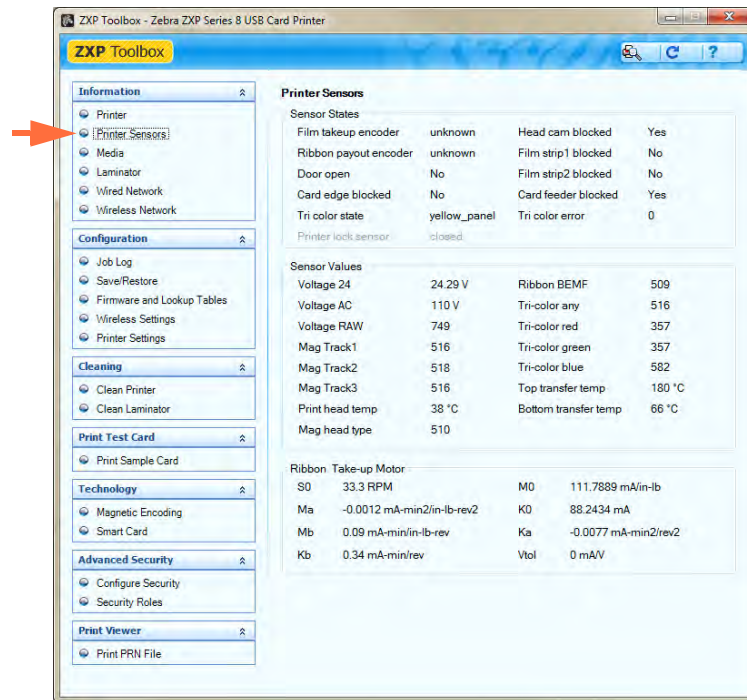 ZXP Toolbox - Zebra ZXP Series 8 USB Card Printer
ZXP Toolbox
?
Information
Printer
Printer Sensors
Media
Laminator
Wired Network
Wireless Network
Configuration
Job Log
Save/Restore
Firmware and Lookup Tables
Wireless Settings
Printer Settings
Cleaning
Clean Printer
Clean Laminator
Print Test Card
Print Sample Card
Technology
Magnetic Encoding
Smart Card
Advanced Security
Configure Security
Security Roles
Print Viewer
Print PRN File
Printer Sensors
Sensor States
Film takeup encoder unknown Head cam blocked Yes
Ribbon payout encoder unknown Film strip1 blocked No
Door open No Film strip2 blocked No
Card edge blocked No Card feeder blocked Yes
Tri color state yellow_panel Tri color error 0
Printer lock sensor closed
Sensor Values
Voltage 24 24.29 V Ribbon BEMF 509
Voltage AC 110 V Tri-color any 516
Voltage RAW 749 Tri-color red 357
Mag Track1 516 Tri-color green 357
Mag Track2 518 Tri-color blue 582
Mag Track3 516 Top transfer temp 180 °C
Print head temp 38 °C Bottom transfer temp 66 °C
Mag head type 510
Ribbon Take-up Motor
S0 33.3 RPM M0 111.7889 mA/in-lb
Ma -0.0012 mA-min2/in-lb-rev2 K0 88.2434 mA
Mb 0.09 mA-min/in-lb-rev Ka -0.0077 mA-min2/rev2
Kb 0.34 mA-min/rev Vtol 0 mA/V